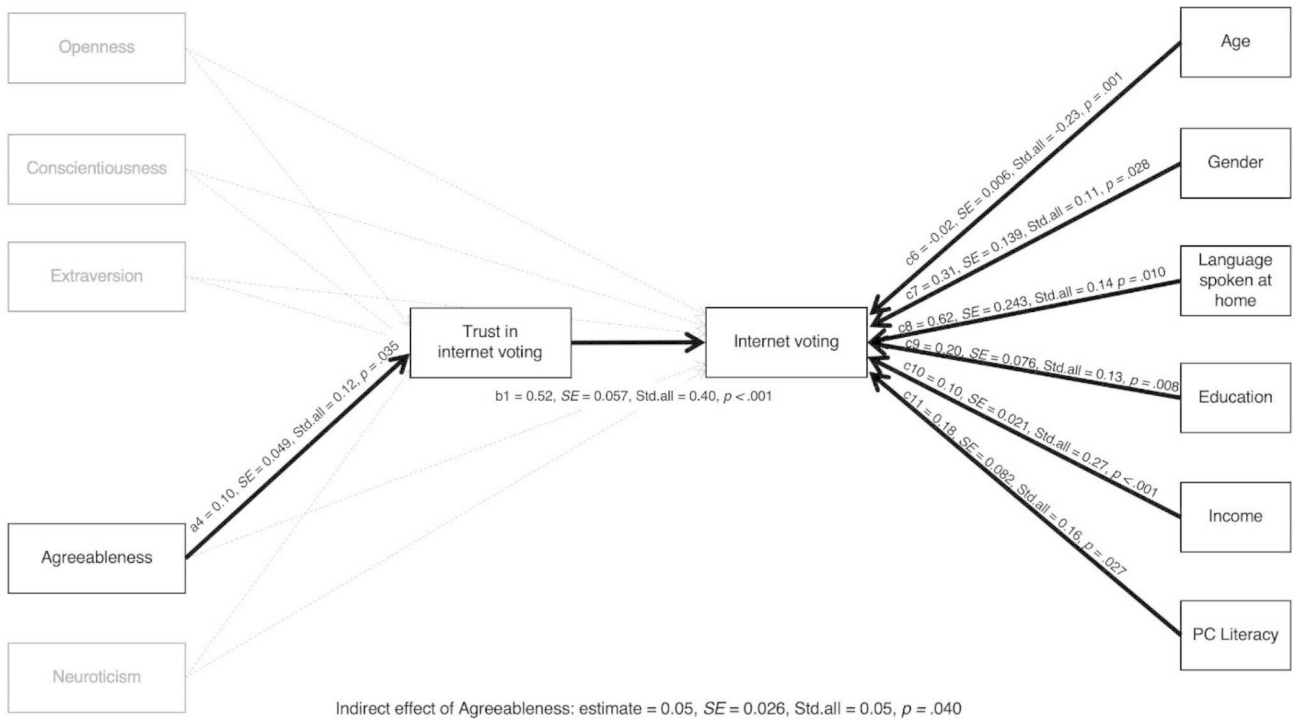 Openness
Conscientiousness
Extraversion
Agreeableness
Neuroticism
Trust in
internet voting
Internet voting
Age
Gender
Language
spoken at
home
Education
Income
PC Literacy
a4 = 0.10, SE = 0.049, Std.all = 0.12, p = .035
b1 = 0.52, SE = 0.057, Std.all = 0.40, p < .001
c6 = -0.02, SE = 0.006, Std.all = -0.23, p = .001
c7 = 0.31, SE = 0.139, Std.all = 0.11, p = .028
c8 = 0.62, SE = 0.243, Std.all = 0.14 p = .010
c9 = 0.20, SE = 0.076, Std.all = 0.13, p = .008
c10 = 0.10, SE = 0.021, Std.all = 0.27, p < .001
c11 = 0.18, SE = 0.082, Std.all = 0.16, p = .027
Indirect effect of Agreeableness: estimate = 0.05, SE = 0.026, Std.all = 0.05, p = .040